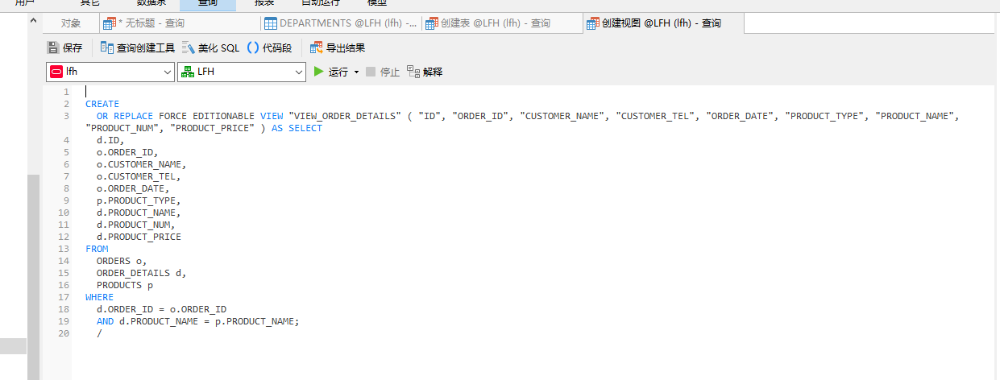 用户 其它 数据泵 查询 报表 自动运行 模型
对象 * 无标题 - 查询 DEPARTMENTS @LFH (lfh) -... 创建表 @LFH (lfh) - 查询 创建视图 @LFH (lfh) - 查询
保存 查询创建工具 美化 SQL () 代码段 导出结果
lfh LFH 运行 停止 解释
1
2 CREATE
3 OR REPLACE FORCE EDITIONABLE VIEW "VIEW_ORDER_DETAILS" ( "ID", "ORDER_ID", "CUSTOMER_NAME", "CUSTOMER_TEL", "ORDER_DATE", "PRODUCT_TYPE", "PRODUCT_NAME",
"PRODUCT_NUM", "PRODUCT_PRICE" ) AS SELECT
4 d.ID,
5 o.ORDER_ID,
6 o.CUSTOMER_NAME,
7 o.CUSTOMER_TEL,
8 o.ORDER_DATE,
9 p.PRODUCT_TYPE,
10 d.PRODUCT_NAME,
11 d.PRODUCT_NUM,
12 d.PRODUCT_PRICE
13 FROM
14 ORDERS o,
15 ORDER_DETAILS d,
16 PRODUCTS p
17 WHERE
18 d.ORDER_ID = o.ORDER_ID
19 AND d.PRODUCT_NAME = p.PRODUCT_NAME;
20 /